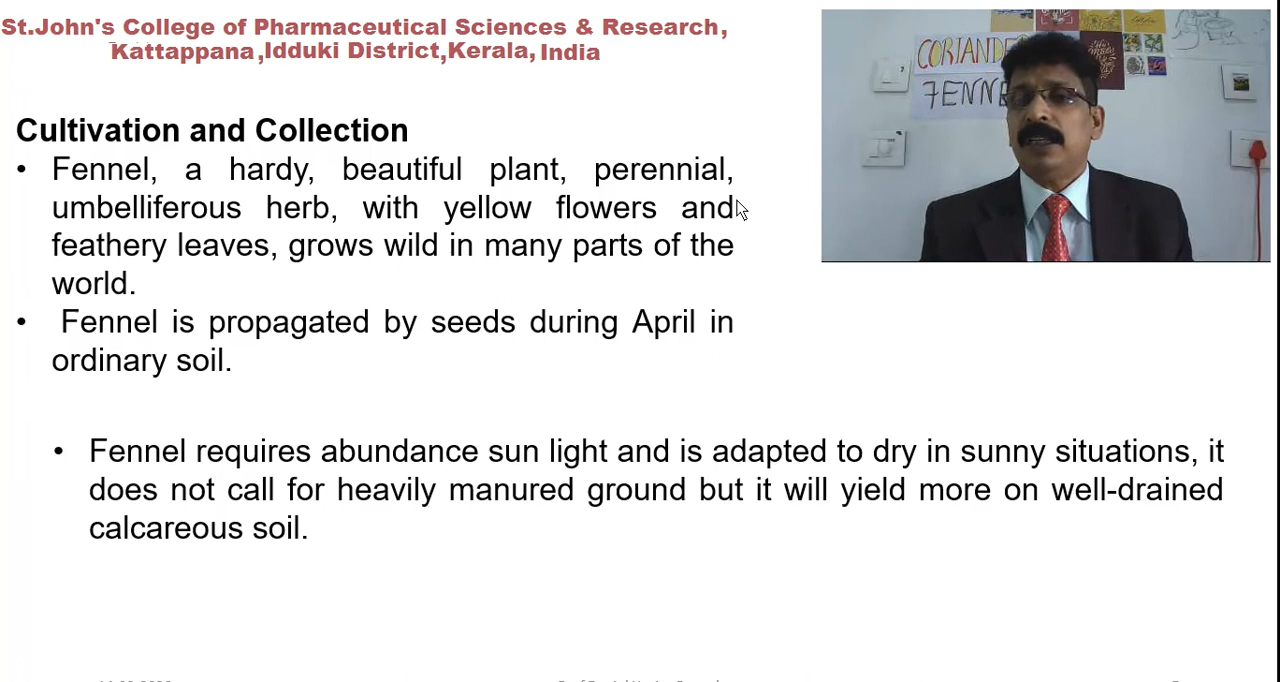 St.John's College of Pharmaceutical Sciences & Research,
Kattappana,Idduki District,Kerala, India
CORIANDE
FENNE
Cultivation and Collection
• Fennel, a hardy, beautiful plant, perennial,
umbelliferous herb, with yellow flowers and
feathery leaves, grows wild in many parts of the
world.
• Fennel is propagated by seeds during April in
ordinary soil.
• Fennel requires abundance sun light and is adapted to dry in sunny situations, it
does not call for heavily manured ground but it will yield more on well-drained
calcareous soil.